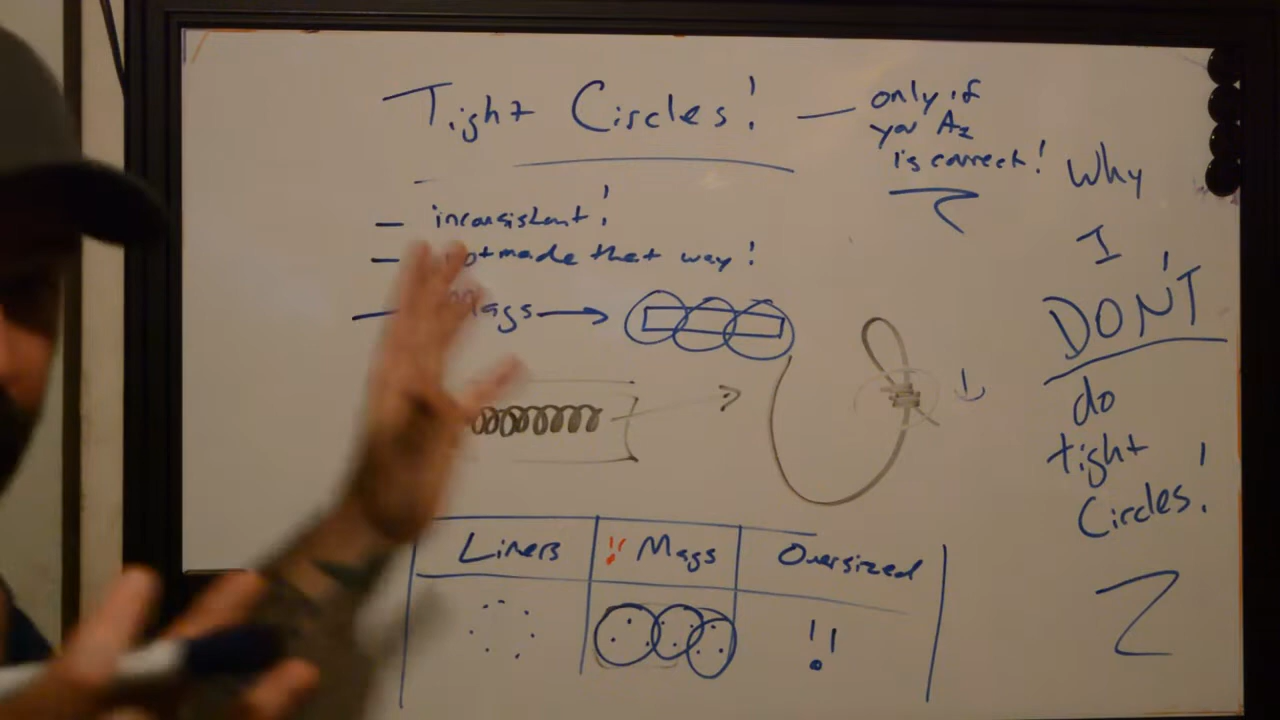 Tight Circles!
only if
you Az
is correct!
- inconsistent!
- not made that way!
- Mags →
Why
I
DON'T
do
tight
Circles!
Liners
!! Mags
Oversized
!!